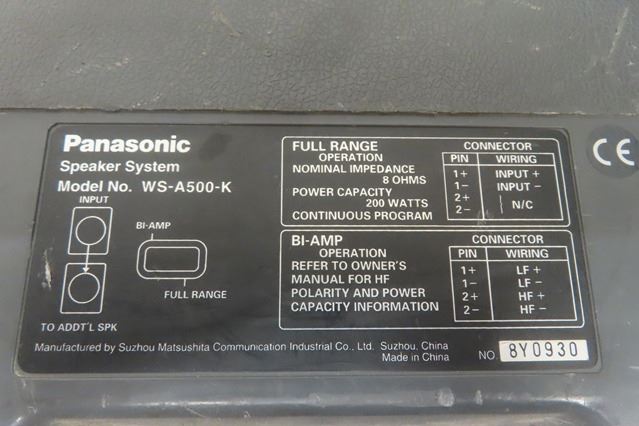 Panasonic
Speaker System
Model No. WS-A500-K
INPUT
BI-AMP
FULL RANGE
TO ADDT'L SPK
FULL RANGE
OPERATION
NOMINAL IMPEDANCE
8 OHMS
POWER CAPACITY
200 WATTS
CONTINUOUS PROGRAM
CONNECTOR
PIN WIRING
1+ INPUT +
1- INPUT -
2+ N/C
2-
BI-AMP
OPERATION
REFER TO OWNER'S
MANUAL FOR HF
POLARITY AND POWER
CAPACITY INFORMATION
CONNECTOR
PIN WIRING
1+ LF +
1- LF -
2+ HF +
2- HF -
Manufactured by Suzhou Matsushita Communication Industrial Co., Ltd. Suzhou, China
Made in China
NO. 8Y0930
CE